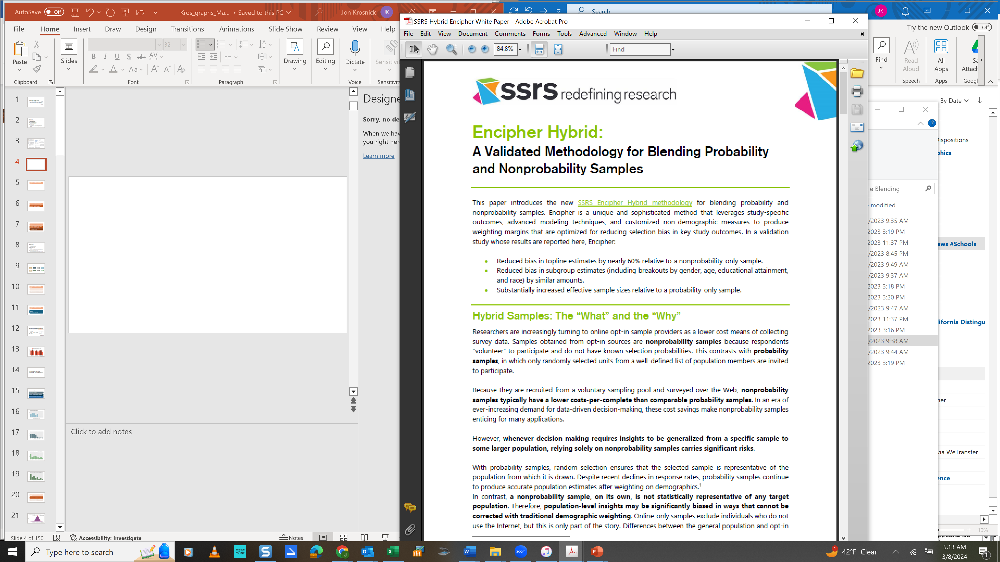 AutoSave Off
Kros_graphs_Ma... • Saved to this PC
Jon Krosnick JK
File Home Insert Draw Design Transitions Animations Slide Show Review View Help
32
Paste
Slides
Drawing
Editing
Dictate
Clipboard
Font
Paragraph
Voice
1
2
3
4
5
6
7
8
9
10
11
12
13
14
15
16
17
18
19
20
21
Sorry, no de
When we hav
you right her
Learn more
Click to add notes
Slide 4 of 150
Accessibility: Investigate
Notes
SSRS Hybrid Encipher White Paper - Adobe Acrobat Pro
File Edit View Document Comments Forms Tools Advanced Window Help
84.8%
Find
ssrs redefining research
Encipher Hybrid:
A Validated Methodology for Blending Probability
and Nonprobability Samples
This paper introduces the new SSRS Encipher Hybrid methodology for blending probability and
nonprobability samples. Encipher is a unique and sophisticated method that leverages study-specific
outcomes, advanced modeling techniques, and customized non-demographic measures to produce
weighting margins that are optimized for reducing selection bias in key study outcomes. In a validation
study whose results are reported here, Encipher:
• Reduced bias in topline estimates by nearly 60% relative to a nonprobability-only sample.
• Reduced bias in subgroup estimates (including breakouts by gender, age, educational attainment,
and race) by similar amounts.
• Substantially increased effective sample sizes relative to a probability-only sample.
Hybrid Samples: The “What” and the “Why”
Researchers are increasingly turning to online opt-in sample providers as a lower cost means of collecting
survey data. Samples obtained from opt-in sources are nonprobability samples because respondents
“volunteer” to participate and do not have known selection probabilities. This contrasts with probability
samples, in which only randomly selected units from a well-defined list of population members are invited
to participate.
Because they are recruited from a voluntary sampling pool and surveyed over the Web, nonprobability
samples typically have a lower costs-per-complete than comparable probability samples. In an era of
ever-increasing demand for data-driven decision-making, these cost savings make nonprobability samples
enticing for many applications.
However, whenever decision-making requires insights to be generalized from a specific sample to
some larger population, relying solely on nonprobability samples carries significant risks.
With probability samples, random selection ensures that the selected sample is representative of the
population from which it is drawn. Despite recent declines in response rates, probability samples continue
to produce accurate population estimates after weighting on demographics.1
In contrast, a nonprobability sample, on its own, is not statistically representative of any target
population. Therefore, population-level insights may be significantly biased in ways that cannot be
corrected with traditional demographic weighting. Online-only samples exclude individuals who do not
use the Internet, but this is only part of the story. Differences between the general population and opt-in
Search
JK
Try the new Outlook Off
Find
Read Aloud
All Apps
Speech
Apps
By Date
Dispositions
phics
le Blending
modified
/2023 9:35 AM
2023 3:19 PM
2023 11:37 PM
ews #Schools
/2023 8:45 PM
/2023 9:49 AM
/2023 9:37 AM
2023 3:18 PM
2023 3:20 PM
/2023 9:47 AM
2023 11:37 PM
lifornia Distingu
2023 3:16 PM
/2023 9:38 AM
/2023 9:44 AM
2023 3:19 PM
ner
via WeTransfer
ence
10%
Type here to search
amazon music
zoom
42°F Clear
5:13 AM
3/8/2024